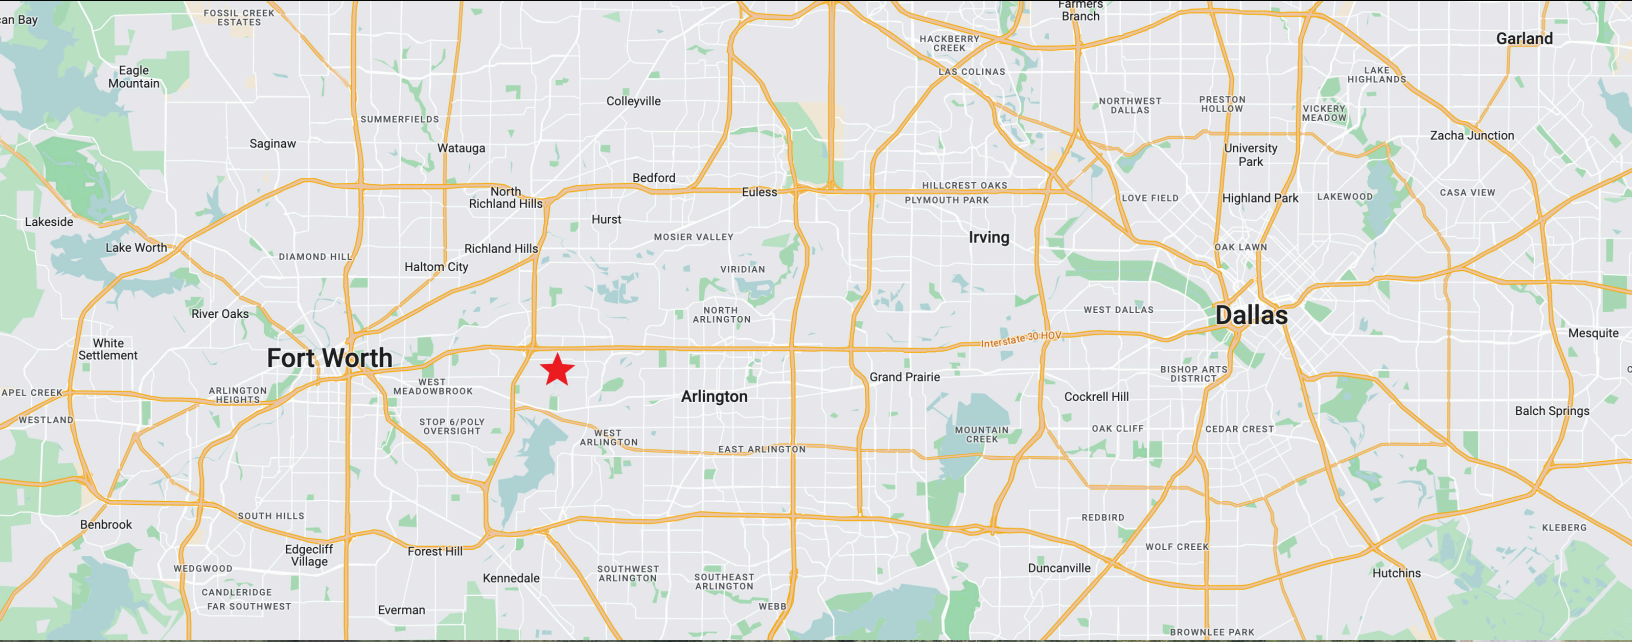 can Bay
FOSSIL CREEK
ESTATES
Farmers
Branch
Garland
HACKBERRY
CREEK
LAS COLINAS
LAKE
HIGHLANDS
Eagle
Mountain
Colleyville
NORTHWEST
DALLAS
PRESTON
HOLLOW
VICKERY
MEADOW
SUMMERFIELDS
Zacha Junction
Saginaw
Watauga
University
Park
Bedford
North
Richland Hills
Euless
HILLCREST OAKS
PLYMOUTH PARK
LOVE FIELD
Highland Park
LAKEWOOD
CASA VIEW
Lakeside
Hurst
MOSIER VALLEY
Irving
Lake Worth
DIAMOND HILL
Richland Hills
Haltom City
VIRIDIAN
OAK LAWN
River Oaks
NORTH
ARLINGTON
WEST DALLAS
Dallas
White
Settlement
Fort Worth
Interstate 30 HOV
Mesquite
APEL CREEK
ARLINGTON
HEIGHTS
WEST
MEADOWBROOK
Arlington
Grand Prairie
BISHOP ARTS
DISTRICT
C
Cockrell Hill
WESTLAND
STOP 6/POLY
OVERSIGHT
WEST
ARLINGTON
EAST ARLINGTON
MOUNTAIN
CREEK
OAK CLIFF
CEDAR CREST
Balch Springs
Benbrook
SOUTH HILLS
REDBIRD
KLEBERG
Edgecliff
Village
Forest Hill
WOLF CREEK
WEDGWOOD
Kennedale
SOUTHWEST
ARLINGTON
SOUTHEAST
ARLINGTON
Duncanville
Hutchins
CANDLERIDGE
FAR SOUTHWEST
Everman
WEBB
BROWNLEE PARK